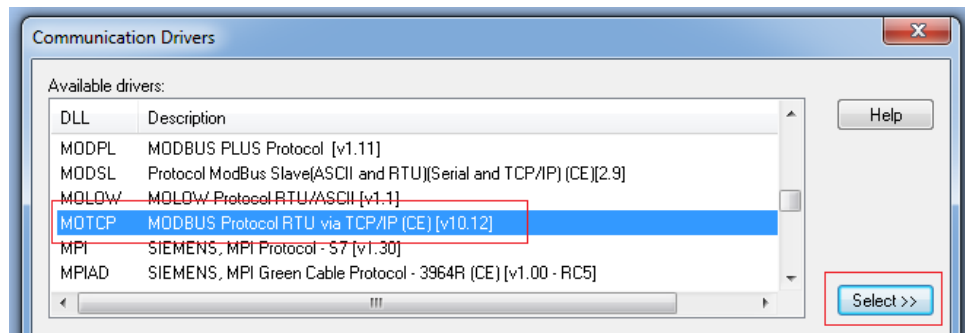 Communication Drivers
Available drivers:
Help
DLL Description
MODPL MODBUS PLUS Protocol [v1.11]
MODSL Protocol ModBus Slave(ASCII and RTU)(Serial and TCP/IP) (CE)[2.9]
MOLOW MOLOW Protocol RTU/ASCII [v1.1]
MOTCP MODBUS Protocol RTU via TCP/IP (CE) [v10.12]
MPI SIEMENS, MPI Protocol - S7 [v1.30]
MPIAD SIEMENS, MPI Green Cable Protocol - 3964R (CE) [v1.00 - RC5]
Select >>